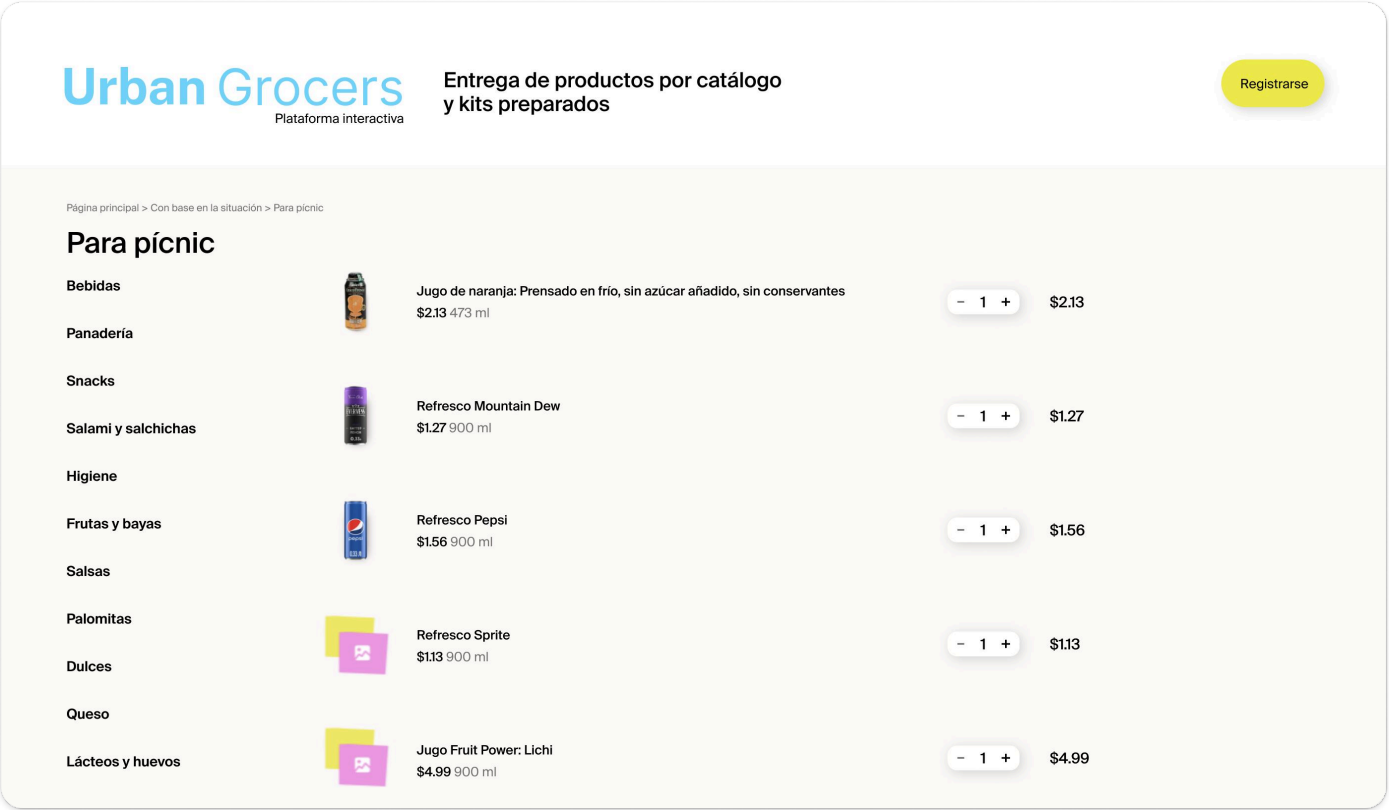 Urban Grocers
Plataforma interactiva
Entrega de productos por catálogo
y kits preparados
Registrarse
Página principal > Con base en la situación > Para pícnic
Para pícnic
Bebidas
Panadería
Snacks
Salami y salchichas
Higiene
Frutas y bayas
Salsas
Palomitas
Dulces
Queso
Lácteos y huevos
Jugo de naranja: Prensado en frío, sin azúcar añadido, sin conservantes
$2.13 473 ml
− 1 + $2.13
Refresco Mountain Dew
$1.27 900 ml
− 1 + $1.27
Refresco Pepsi
$1.56 900 ml
− 1 + $1.56
Refresco Sprite
$1.13 900 ml
− 1 + $1.13
Jugo Fruit Power: Lichi
$4.99 900 ml
− 1 + $4.99